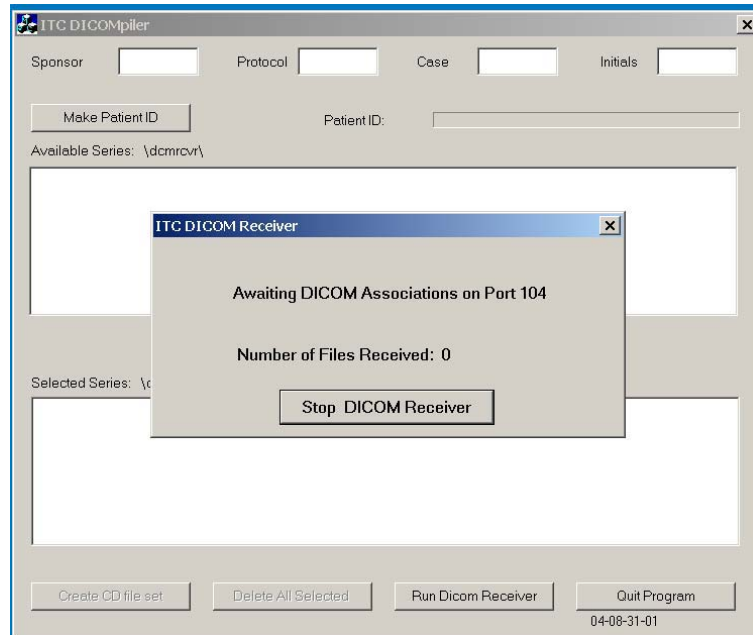 ITC DICOMpiler
Sponsor Protocol Case Initials
Make Patient ID Patient ID:
Available Series: \dcmrcvr\
ITC DICOM Receiver
Awaiting DICOM Associations on Port 104
Number of Files Received: 0
Selected Series: \
Stop DICOM Receiver
Create CD file set Delete All Selected Run Dicom Receiver Quit Program
04-08-31-01